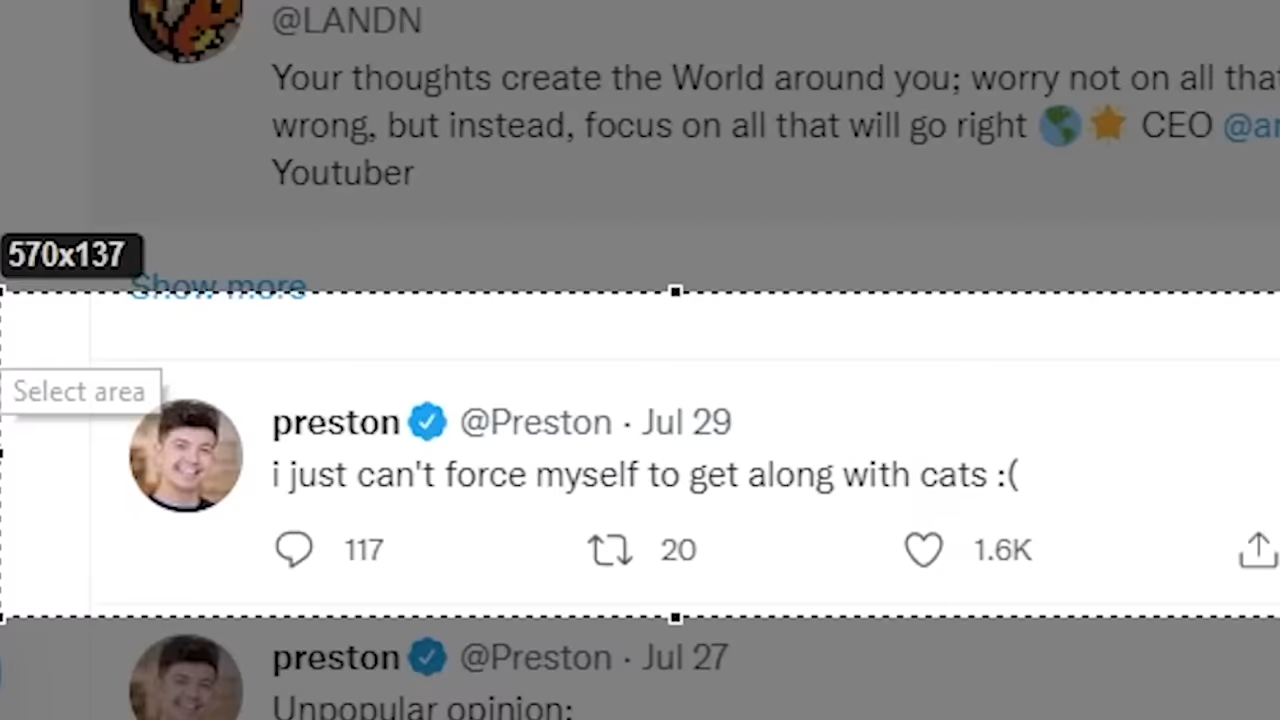 @LANDN
Your thoughts create the World around you; worry not on all that
wrong, but instead, focus on all that will go right 🌎⭐ CEO
Youtuber
570x137
Show more
Select area
preston @Preston · Jul 29
i just can't force myself to get along with cats :(
117 20 1.6K
preston @Preston · Jul 27
Unpopular opinion: